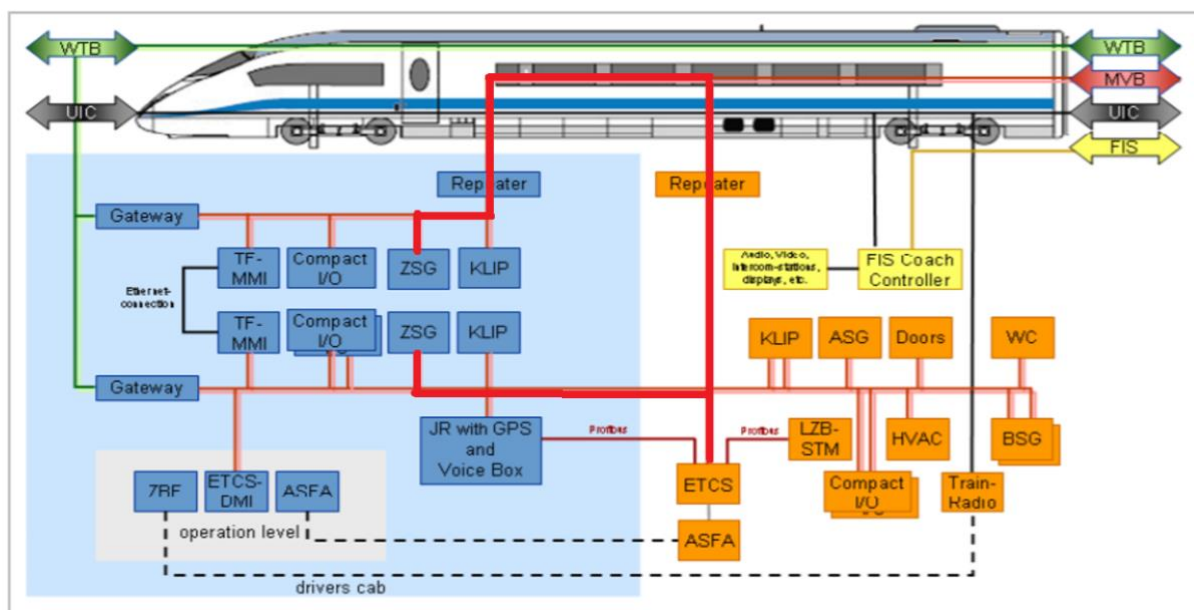 WTB
WTB
MVB
UIC
UIC
FIS
Repeater
Repeater
Gateway
TF-
MMI
Compact
I/O
ZSG
KLIP
Audio, Video,
Intercom-stations,
displays, etc.
FIS Coach
Controller
Ethernet-
connection
TF-
MMI
Compact
I/O
ZSG
KLIP
KLIP
ASG
Doors
WC
Gateway
JR with GPS
and
Voice Box
Profibus
Profibus
LZB-
STM
HVAC
BSG
ETCS
Compact
I/O
Train-
Radio
ZBF
ETCS-
DMI
ASFA
operation level
ASFA
drivers cab